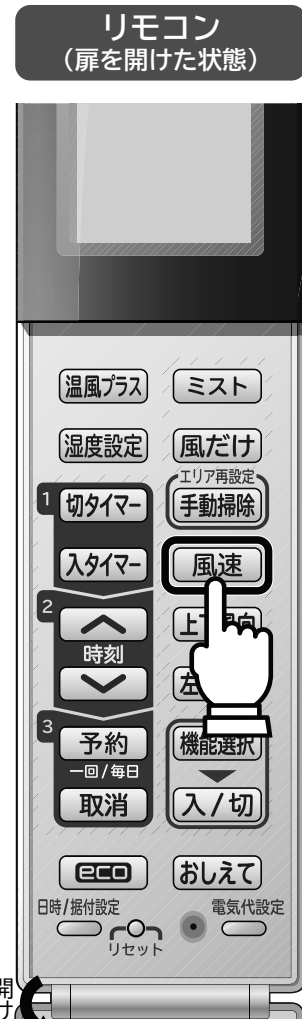 リモコン
（扉を開けた状態）
温風プラス
ミスト
湿度設定
風だけ
エリア再設定
手動掃除
1
切タイマー
入タイマー
風速
2
時刻
上下
左
3
予約
一回/毎日
取消
機能選択
入/切
eco
おしえて
日時/据付設定
リセット
電気代設定
開
け